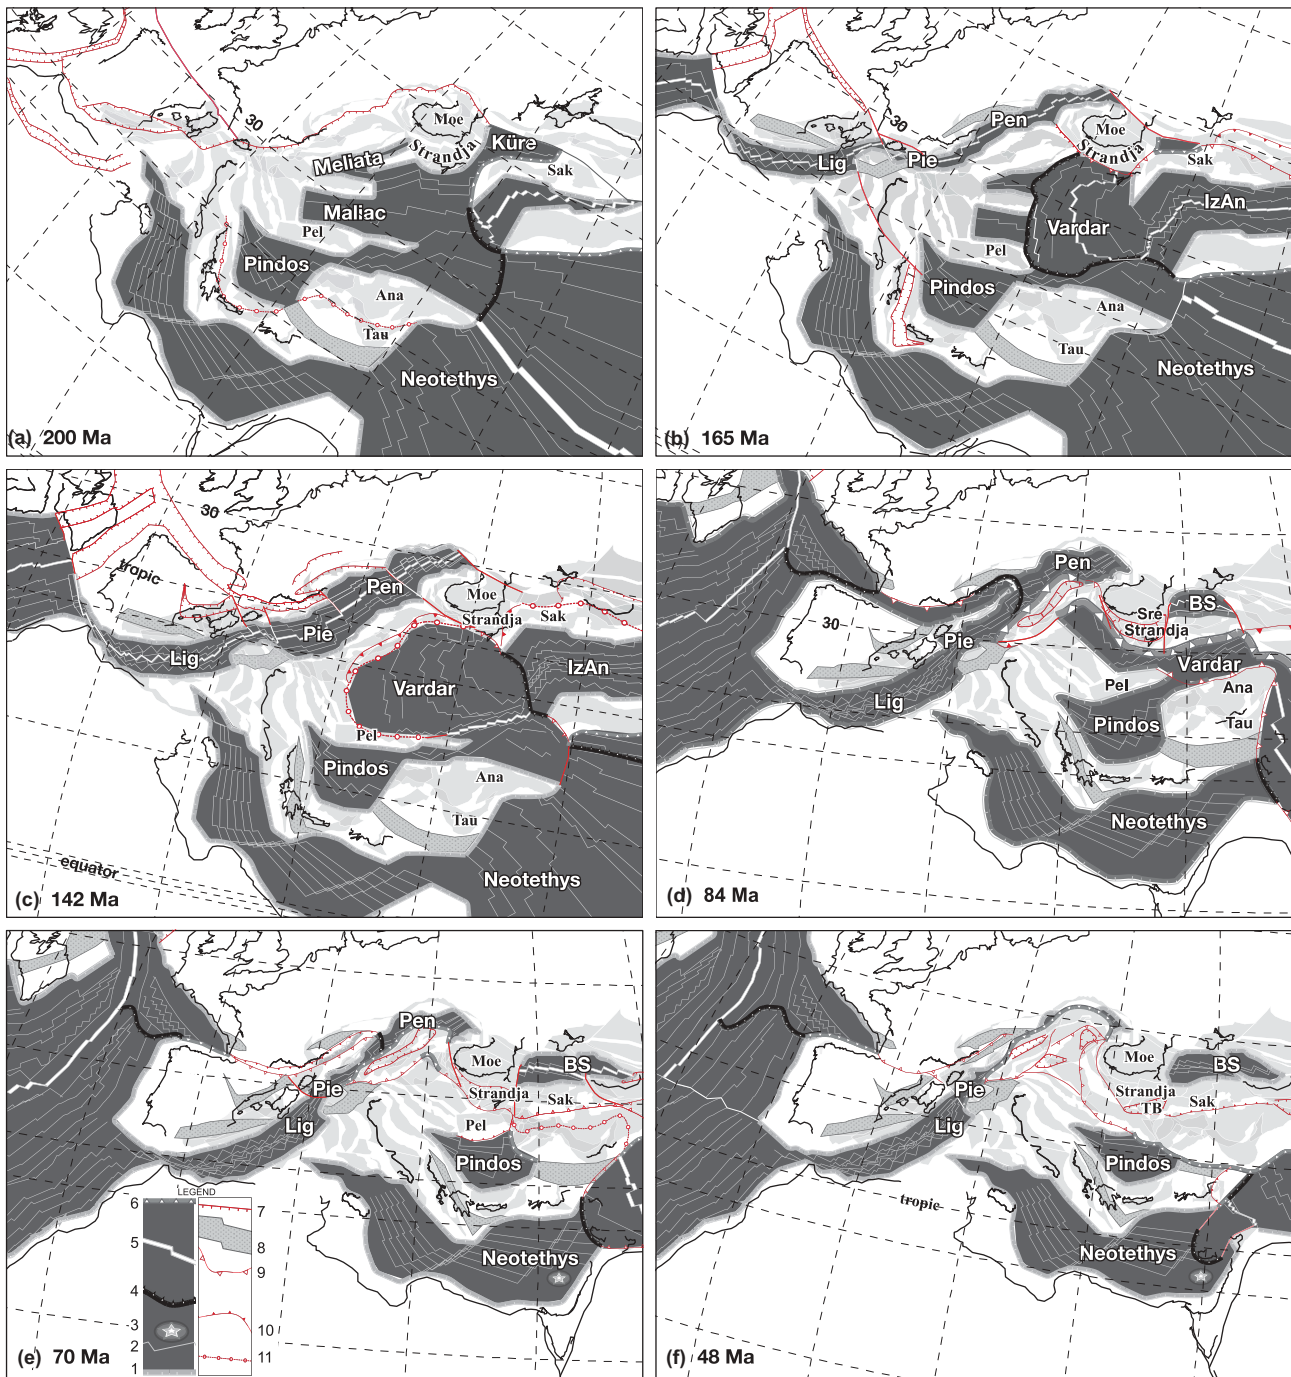 30
Moe
Küre
Strandja
Meliata
Sak
Maliac
Pel
Pindos
Ana
Tau
Neotethys
(a) 200 Ma
30
Pen
Moe
Strandja
Lig
Pie
Sak
IzAn
Vardar
Pel
Pindos
Ana
Tau
Neotethys
(b) 165 Ma
30
tropic
Pen
Moe
Strandja
Sak
Pie
Lig
IzAn
Vardar
Pel
Pindos
Ana
Tau
equator
Neotethys
(c) 142 Ma
Pen
BS
Sre
Strandja
30
Pie
Vardar
Lig
Pel
Ana
Pindos
Tau
Neotethys
(d) 84 Ma
Pen
Moe
BS
Pie
Strandja
Sak
Lig
Pel
Pindos
Neotethys
LEGEND
6
7
5
8
9
4
3
10
2
11
1
(e) 70 Ma
Moe
BS
Pie
Strandja
Sak
TB
Lig
Pindos
tropic
Neotethys
(f) 48 Ma